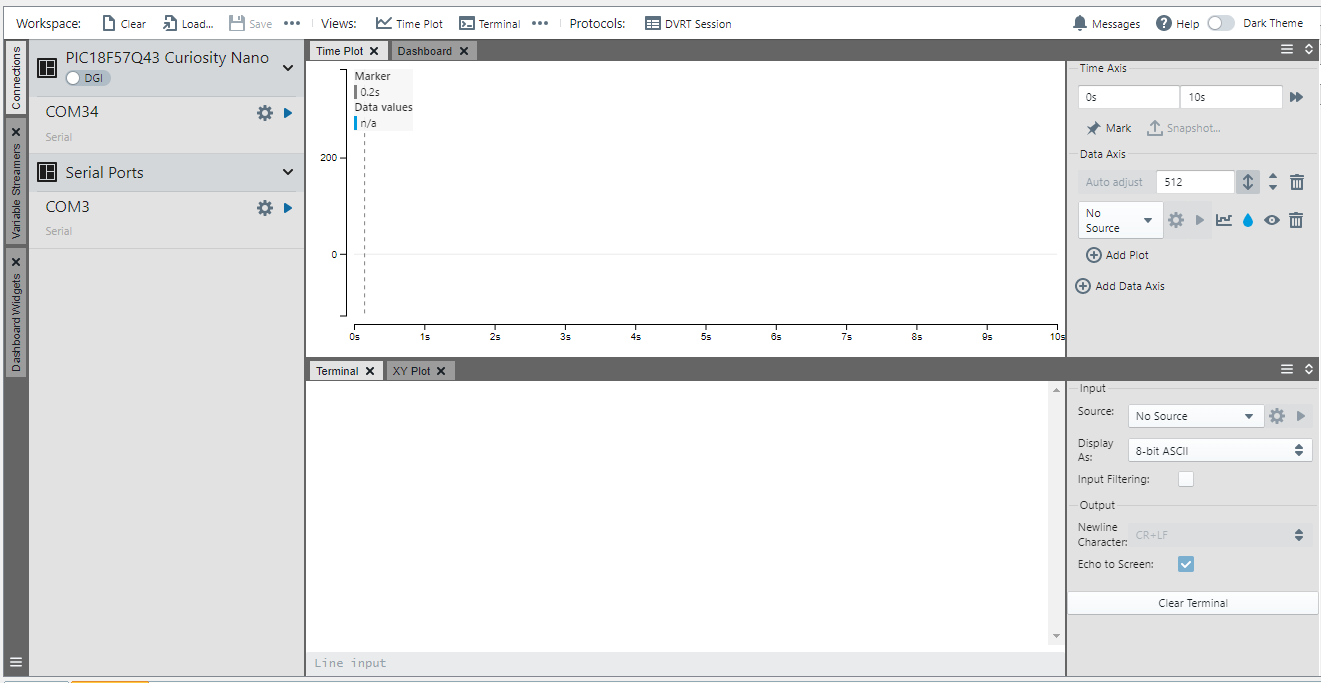 Workspace: Clear Load... Save ••• Views: Time Plot Terminal ••• Protocols: DVRT Session Messages Help Dark Theme
Connections
Variable Streamers
Dashboard Widgets
PIC18F57Q43 Curiosity Nano
DGI
COM34
Serial
Serial Ports
COM3
Serial
Time Plot Dashboard
Marker
0.2s
Data values
n/a
200
0
0s 1s 2s 3s 4s 5s 6s 7s 8s 9s 10s
Time Axis
0s 10s
Mark Snapshot...
Data Axis
Auto adjust 512
No
Source
Add Plot
Add Data Axis
Terminal XY Plot
Line input
Input
Source: No Source
Display
As: 8-bit ASCII
Input Filtering:
Output
Newline
Character: CR+LF
Echo to Screen:
Clear Terminal